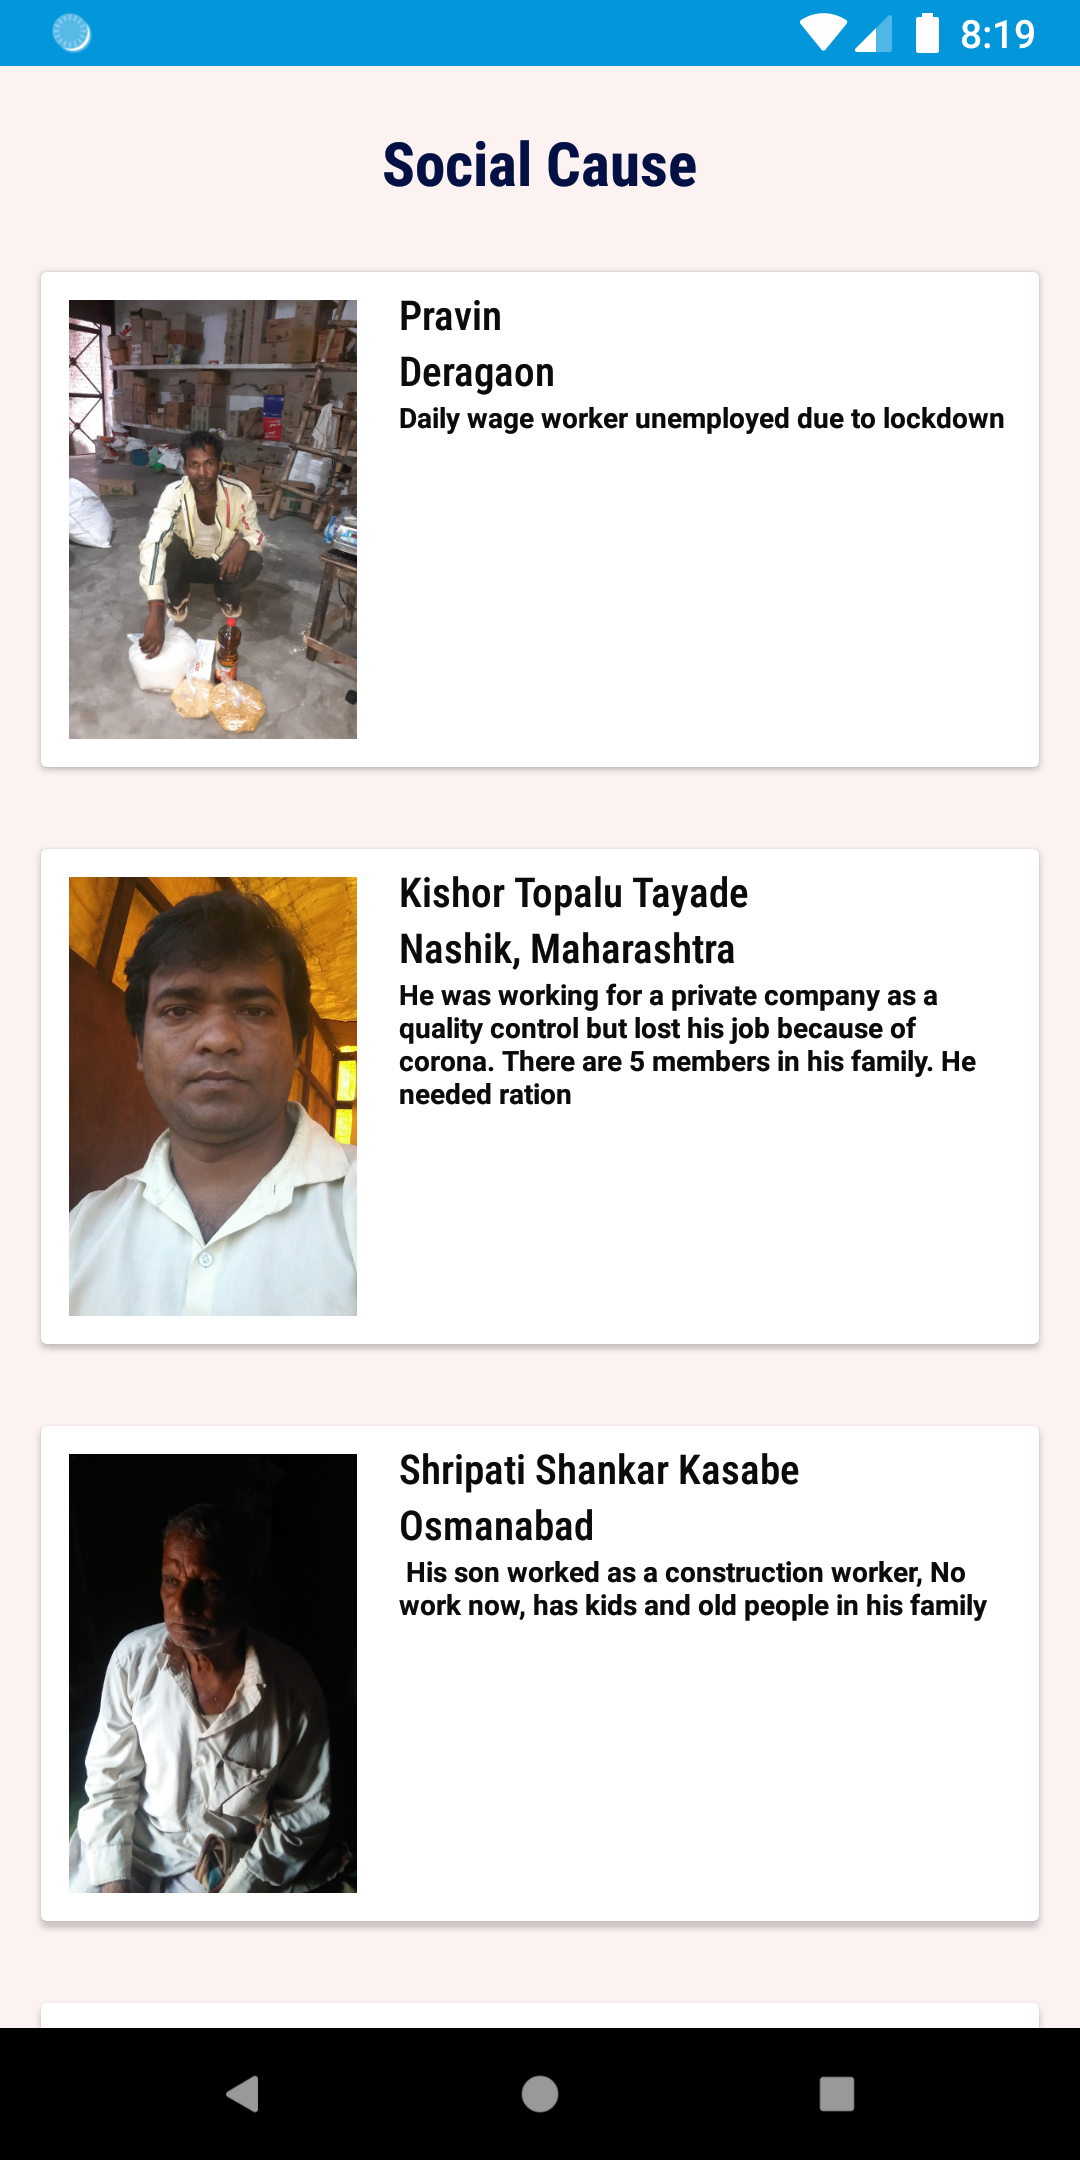 8:19
Social Cause
Pravin
Deragaon
Daily wage worker unemployed due to lockdown
Kishor Topalu Tayade
Nashik, Maharashtra
He was working for a private company as a
quality control but lost his job because of
corona. There are 5 members in his family. He
needed ration
Shripati Shankar Kasabe
Osmanabad
His son worked as a construction worker, No
work now, has kids and old people in his family